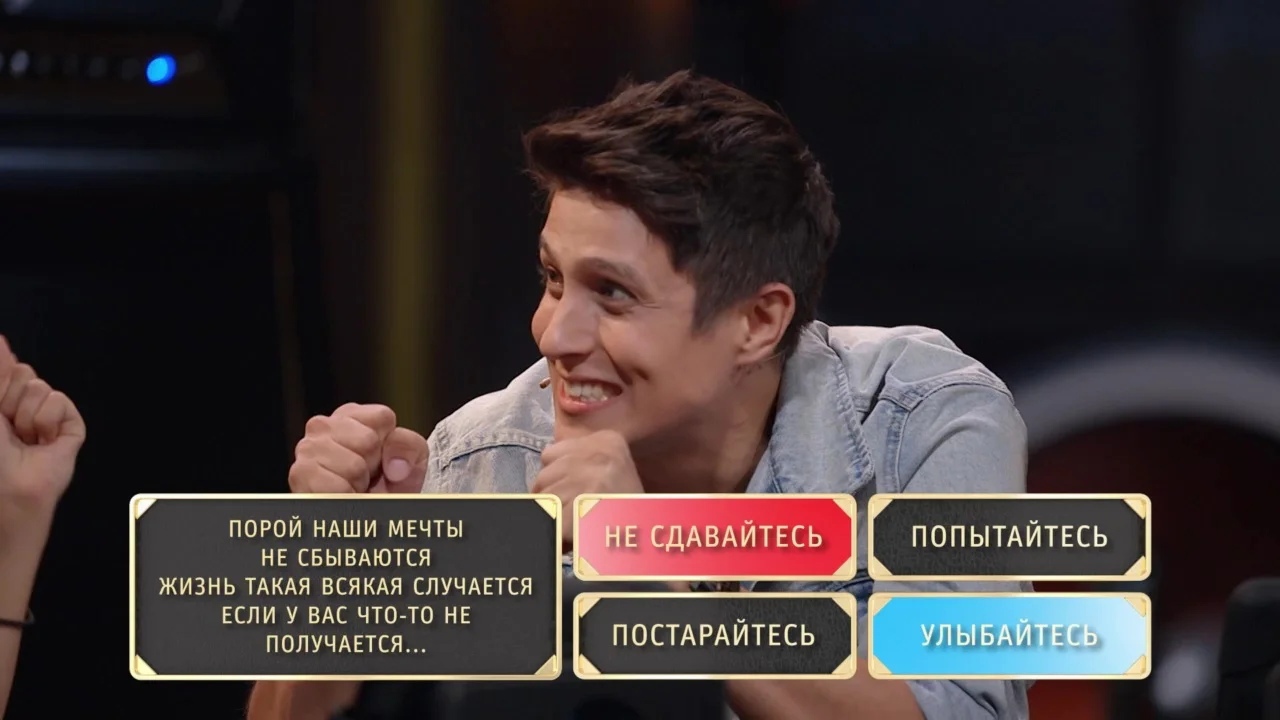 ПОРОЙ НАШИ МЕЧТЫ
НЕ СБЫВАЮТСЯ
ЖИЗНЬ ТАКАЯ ВСЯКАЯ СЛУЧАЕТСЯ
ЕСЛИ У ВАС ЧТО-ТО НЕ
ПОЛУЧАЕТСЯ...
НЕ СДАВАЙТЕСЬ
ПОПЫТАЙТЕСЬ
ПОСТАРАЙТЕСЬ
УЛЫБАЙТЕСЬ